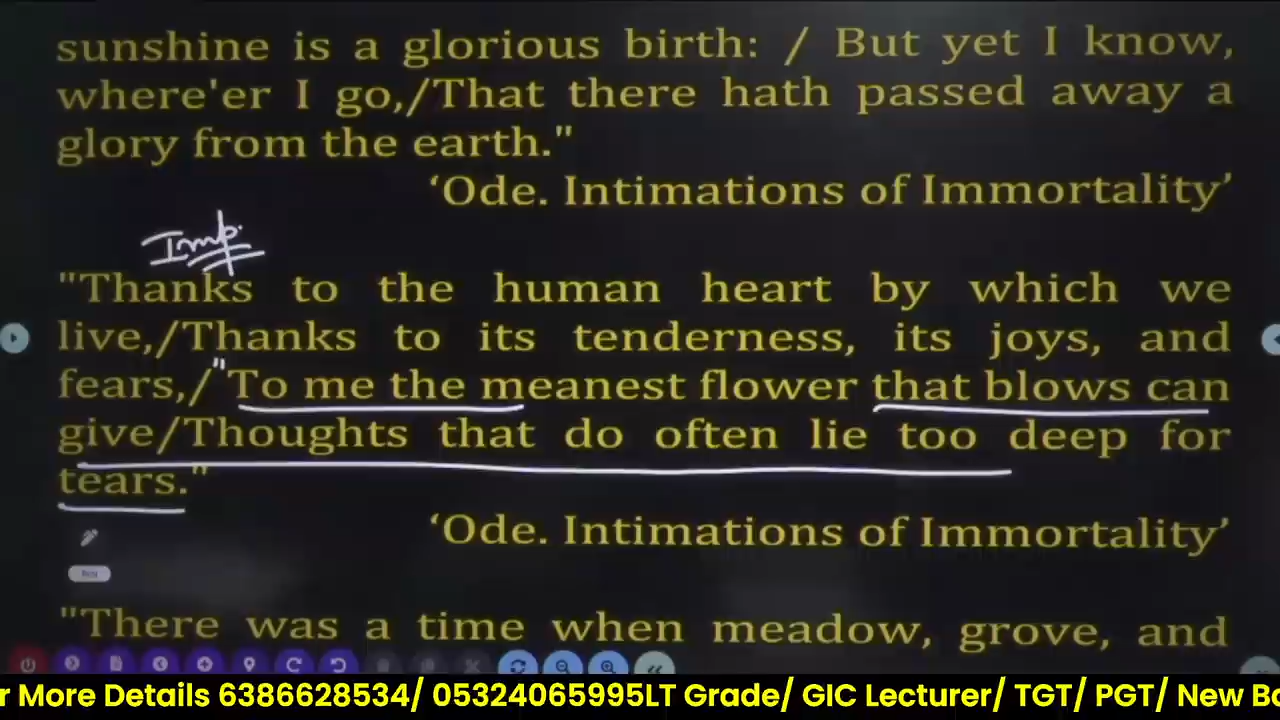 sunshine is a glorious birth: / But yet I know,
where'er I go,/That there hath passed away a
glory from the earth."
‘Ode. Intimations of Immortality’
Imp.
"Thanks to the human heart by which we
live,/Thanks to its tenderness, its joys, and
fears,/"To me the meanest flower that blows can
give/Thoughts that do often lie too deep for
tears."
‘Ode. Intimations of Immortality’
"There was a time when meadow, grove, and
r More Details 6386628534/ 05324065995LT Grade/ GIC Lecturer/ TGT/ PGT/ New Ba